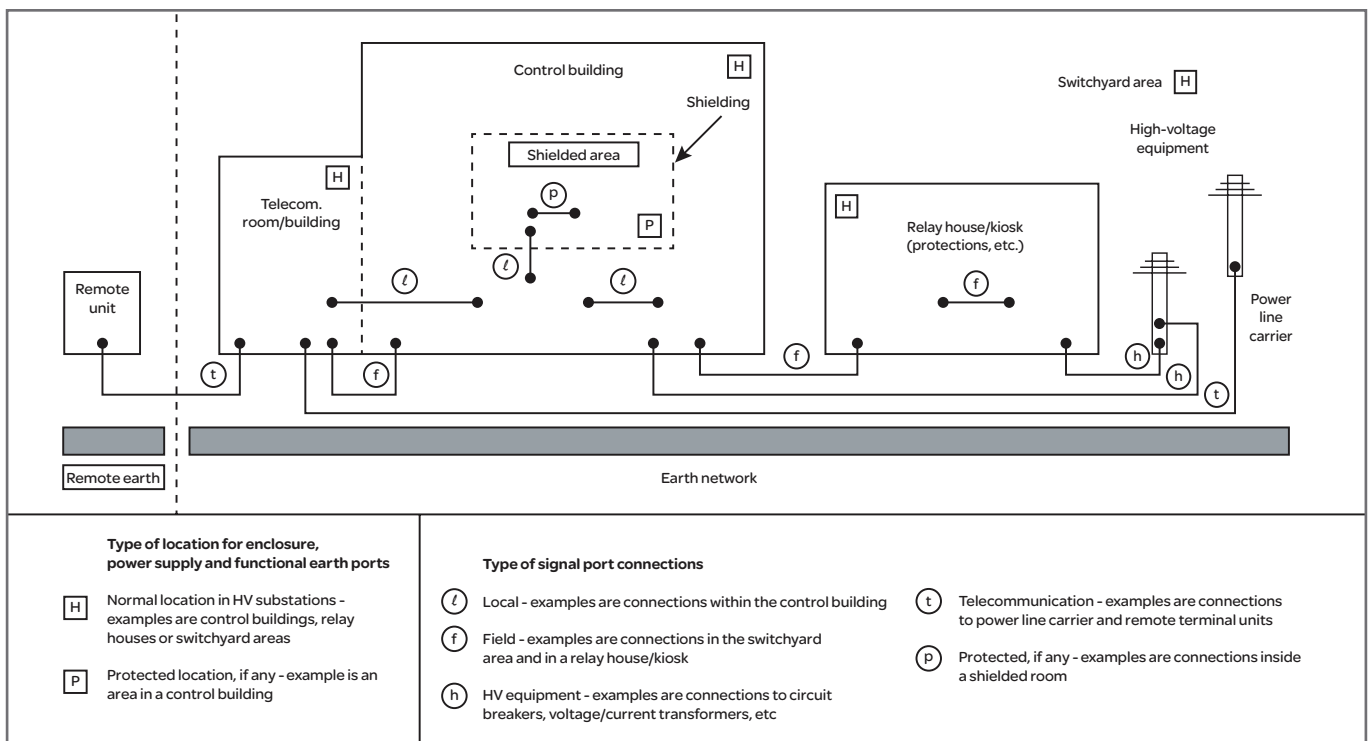 Control building
H
Shielding
Switchyard area H
High-voltage
equipment
Shielded area
H
Telecom.
room/building
p
P
H
Relay house/kiosk
(protections, etc.)
ℓ
ℓ
ℓ
f
Remote
unit
Power
line
carrier
t
f
f
h
h
t
Remote earth
Earth network
Type of location for enclosure,
power supply and functional earth ports
H
Normal location in HV substations -
examples are control buildings, relay
houses or switchyard areas
P
Protected location, if any - example is an
area in a control building
Type of signal port connections
ℓ Local - examples are connections within the control building
f Field - examples are connections in the switchyard
area and in a relay house/kiosk
h HV equipment - examples are connections to circuit
breakers, voltage/current transformers, etc
t Telecommunication - examples are connections
to power line carrier and remote terminal units
p Protected, if any - examples are connections inside
a shielded room